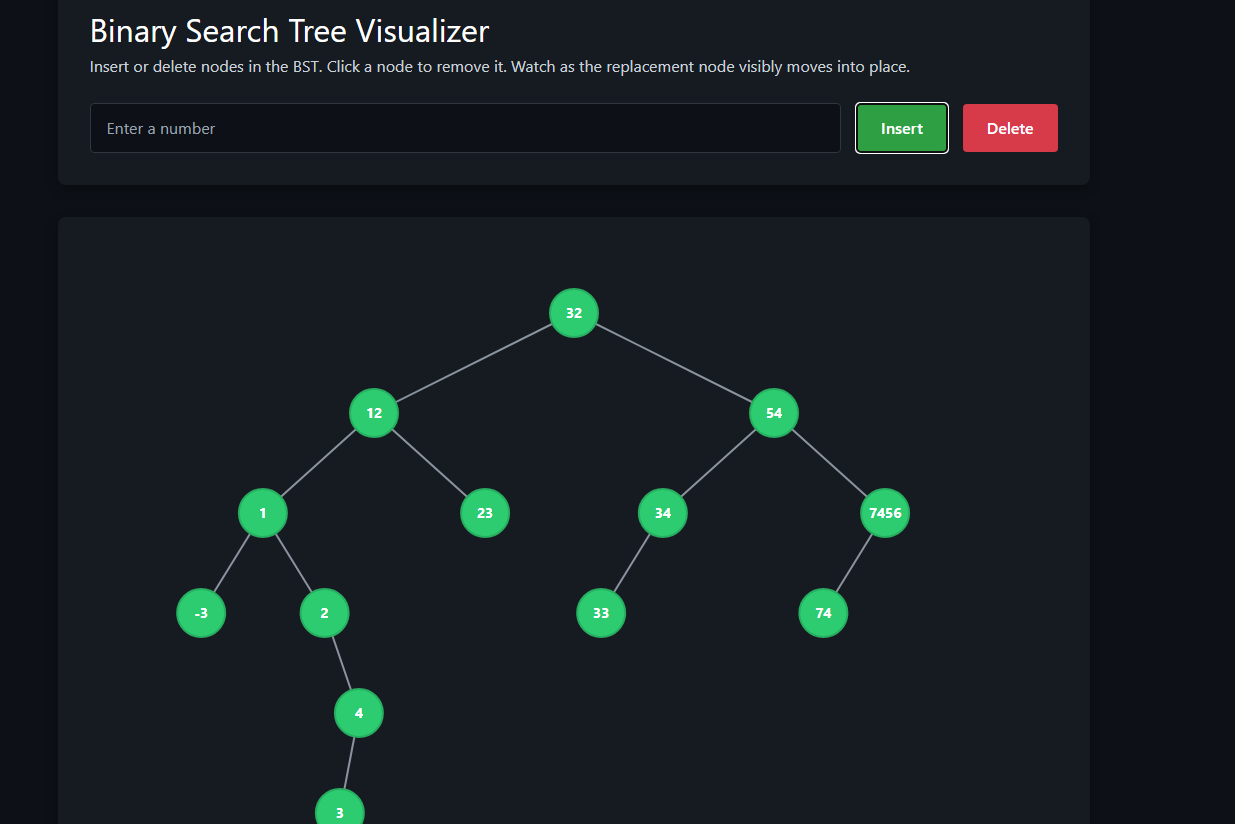 Binary Search Tree Visualizer
Insert or delete nodes in the BST. Click a node to remove it. Watch as the replacement node visibly moves into place.
Enter a number
Insert
Delete
32
12
54
1
23
34
7456
-3
2
33
74
4
3